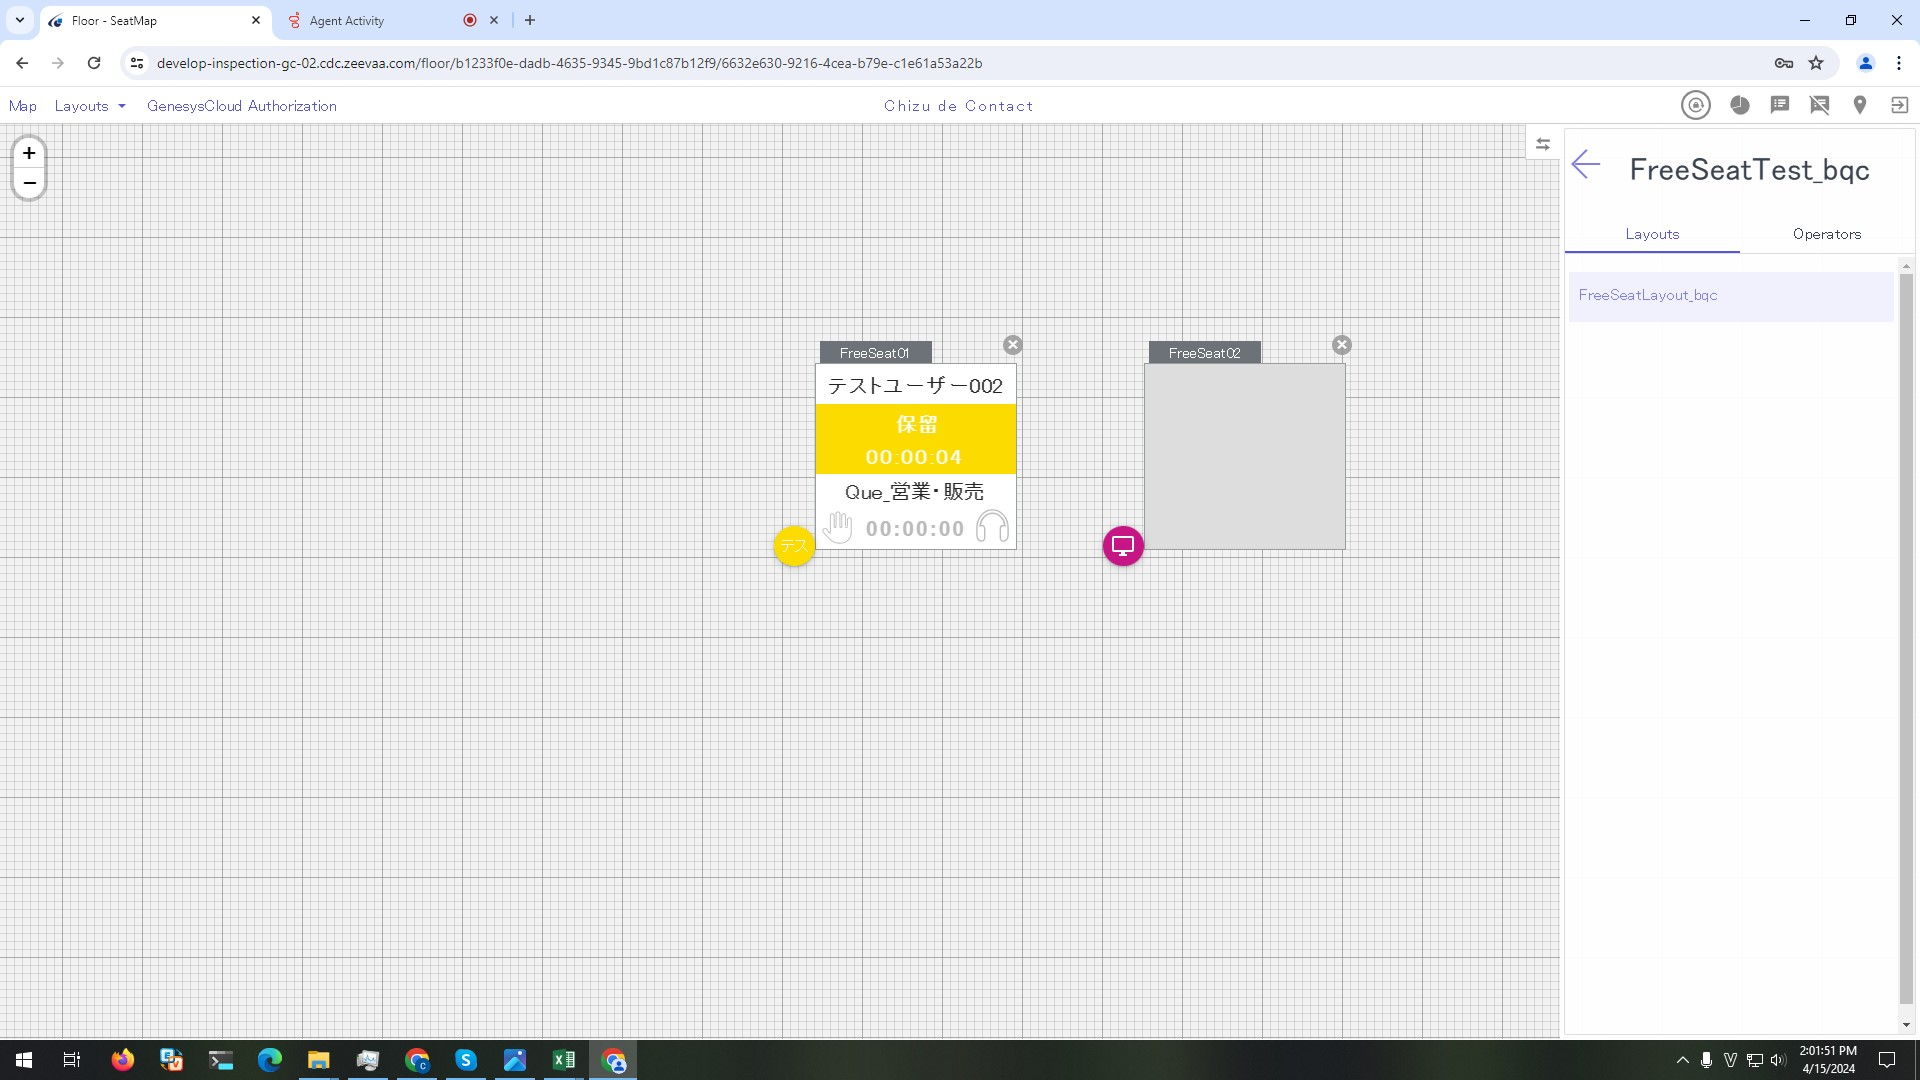 Floor - SeatMap
Agent Activity
develop-inspection-gc-02.cdc.zeevaa.com/floor/b1233f0e-dadb-4635-9345-9bd1c87b12f9/6632e630-9216-4cea-b79e-c1e61a53a22b
Map Layouts GenesysCloud Authorization Chizu de Contact
+
−
FreeSeatTest_bqc
Layouts Operators
FreeSeatLayout_bqc
FreeSeat01
テストユーザー002
保留
00:00:04
Que_営業・販売
00:00:00
テス
FreeSeat02
2:01:51 PM
4/15/2024